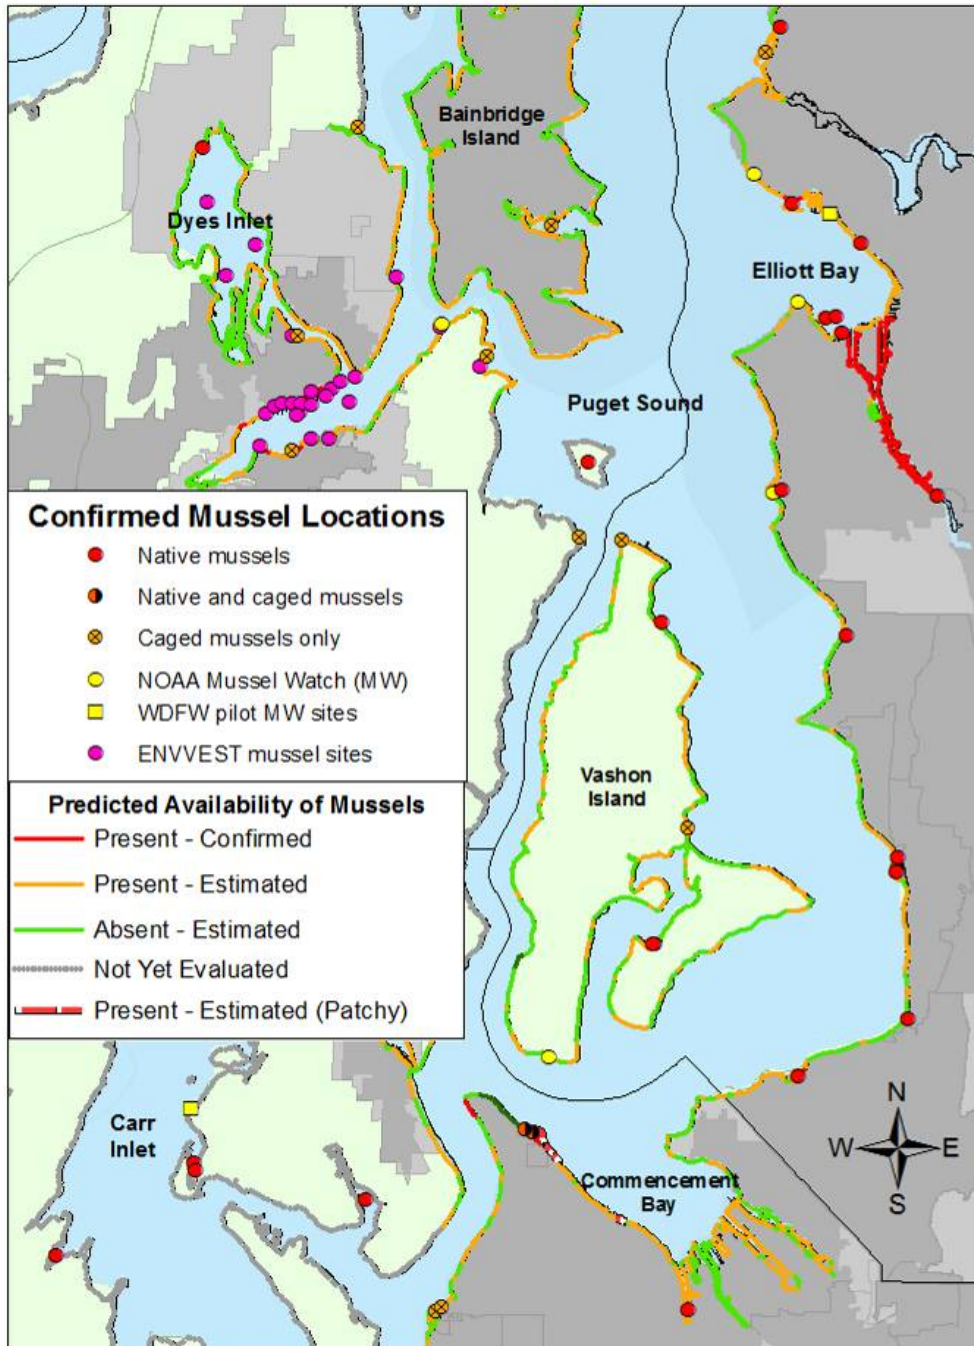 Bainbridge
Island
Dyes Inlet
Elliott Bay
Puget Sound
Confirmed Mussel Locations
Native mussels
Native and caged mussels
Caged mussels only
NOAA Mussel Watch (MW)
WDFW pilot MW sites
ENVVEST mussel sites
Predicted Availability of Mussels
Present - Confirmed
Present - Estimated
Absent - Estimated
Not Yet Evaluated
Present - Estimated (Patchy)
Vashon
Island
Carr
Inlet
Commencement
Bay
N
W E
S